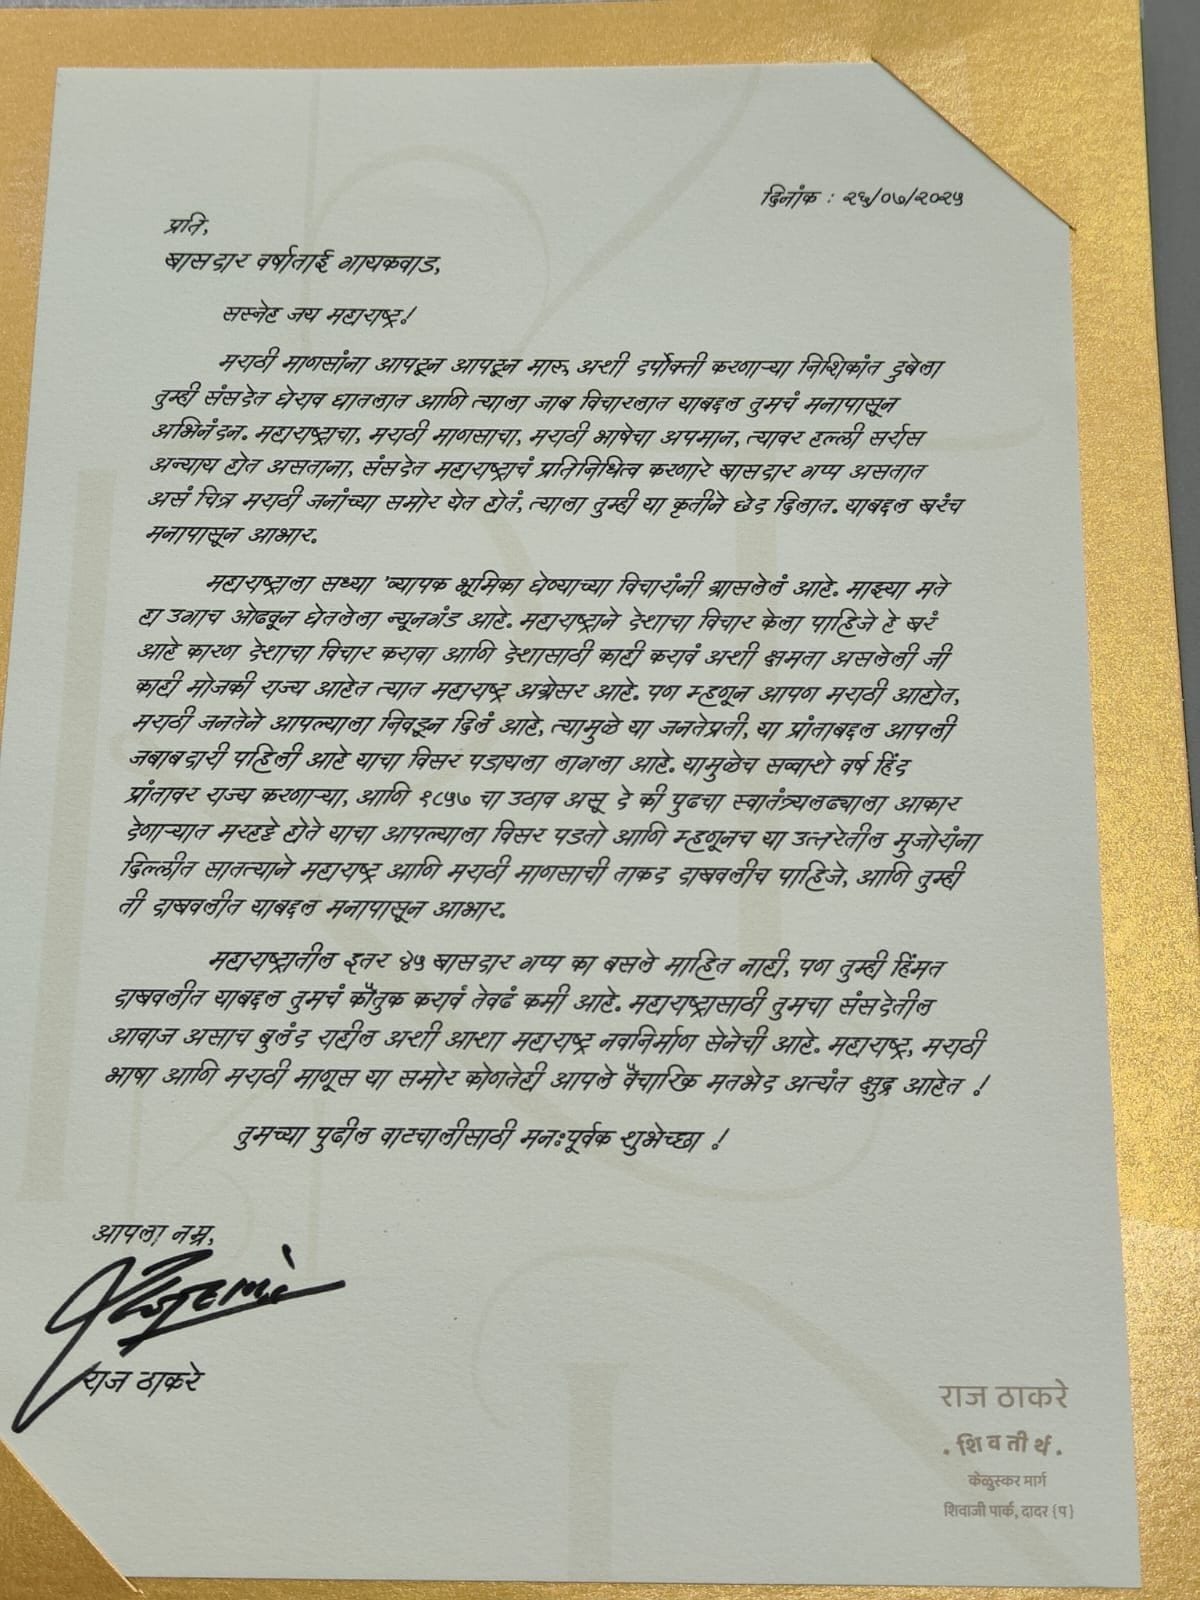 दिनांक : २६/०७/२०२५
प्रति,
खासदार वर्षाताई गायकवाड,
सस्नेह जय महाराष्ट्र!
मराठी माणसांना आपटून आपटून मारू, अशी दर्पोक्ती करणाऱ्या निशिकांत दुबेला
तुम्ही संसदेत घेराव घातलात आणि त्याला जाब विचारलात याबद्दल तुमचं मनापासून
अभिनंदन. महाराष्ट्राचा, मराठी माणसाचा, मराठी भाषेचा अपमान, त्यावर हल्ली सर्रास
अन्याय होत असताना, संसदेत महाराष्ट्राचं प्रतिनिधित्व करणारे खासदार गप्प असतात
असं चित्र मराठी जनांच्या समोर येत होतं, त्याला तुम्ही या कृतीने छेद दिलात. याबद्दल खरंच
मनापासून आभार.
महाराष्ट्राला सध्या 'व्यापक भूमिका घेण्याच्या विचारांनी ग्रासलेलं आहे. माझ्या मते
हा उगाच ओढवून घेतलेला न्यूनगंड आहे. महाराष्ट्राने देशाचा विचार केला पाहिजे हे खरं
आहे कारण देशाचा विचार करावा आणि देशासाठी काही करावं अशी क्षमता असलेली जी
काही मोजकी राज्य आहेत त्यात महाराष्ट्र अग्रेसर आहे. पण म्हणून आपण मराठी आहोत,
मराठी जनतेने आपल्याला निवडून दिलं आहे, त्यामुळे या जनतेप्रती, या प्रांताबद्दल आपली
जबाबदारी पहिली आहे याचा विसर पडायला लागला आहे. यामुळेच सव्वाशे वर्ष हिंद
प्रांतावर राज्य करणाऱ्या, आणि १८५७ चा उठाव असू दे की पुढचा स्वातंत्र्यलढ्याला आकार
देणाऱ्यात मरहट्टे होते याचा आपल्याला विसर पडतो आणि म्हणूनच या उत्तरेतील मुजोरांना
दिल्लीत सातत्याने महाराष्ट्र आणि मराठी माणसाची ताकद दाखवलीच पाहिजे, आणि तुम्ही
ती दाखवलीत याबद्दल मनापासून आभार.
महाराष्ट्रातील इतर ४५ खासदार गप्प का बसले माहित नाही, पण तुम्ही हिंमत
दाखवलीत याबद्दल तुमचं कौतुक करावं तेवढं कमी आहे. महाराष्ट्रासाठी तुमचा संसदेतील
आवाज असाच बुलंद राहील अशी आशा महाराष्ट्र नवनिर्माण सेनेची आहे. महाराष्ट्र, मराठी
भाषा आणि मराठी माणूस या समोर कोणतेही आपले वैचारिक मतभेद अत्यंत क्षुद्र आहेत !
तुमच्या पुढील वाटचालीसाठी मनःपूर्वक शुभेच्छा !
आपला नम्र,
राज ठाकरे
राज ठाकरे
. शिवतीर्थ .
केळुस्कर मार्ग
शिवाजी पार्क, दादर {प}